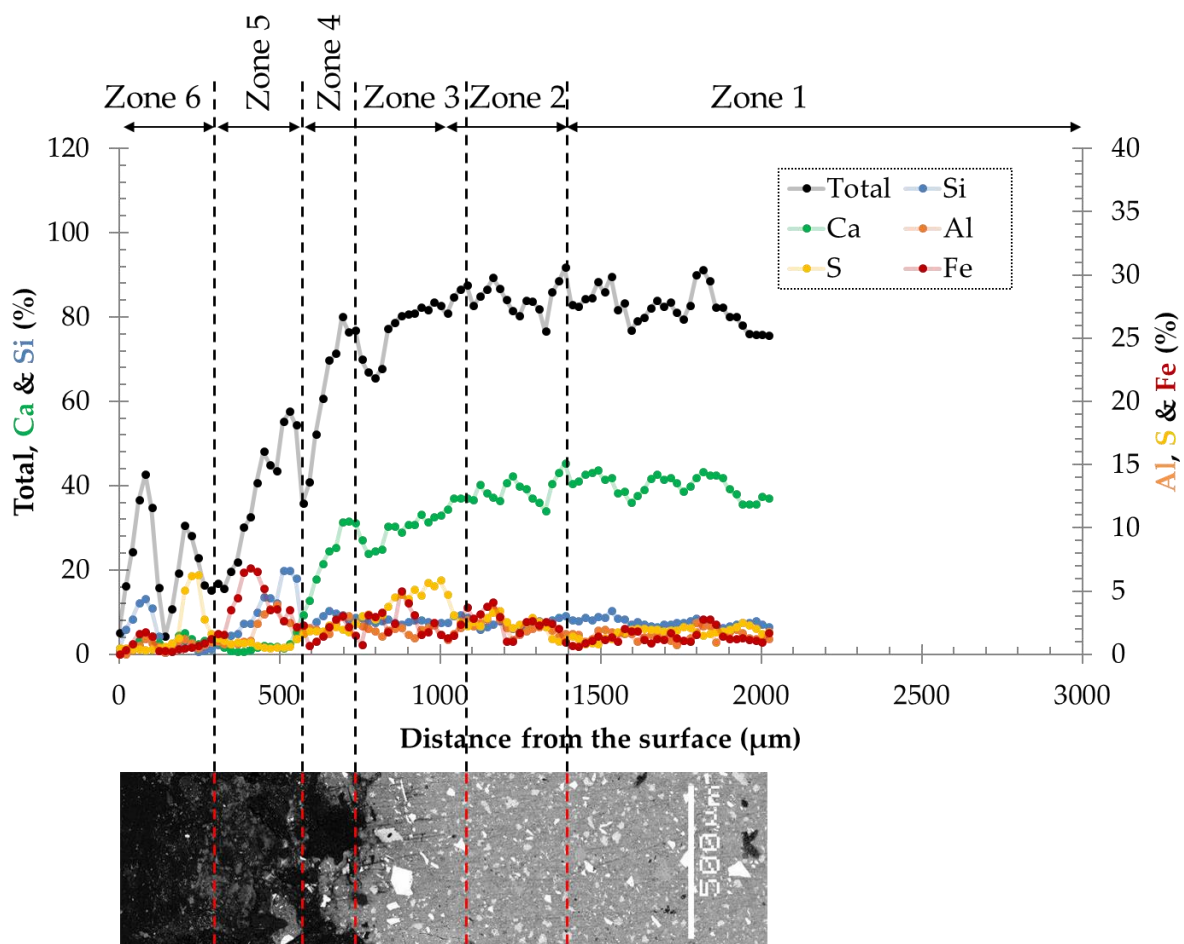 Zone 6
Zone 5
Zone 4
Zone 3
Zone 2
Zone 1
120
100
80
60
40
20
0
Total, Ca & Si (%)
40
35
30
25
20
15
10
5
0
Al, S & Fe (%)
Total
Si
Ca
Al
S
Fe
0
500
1000
1500
2000
2500
3000
Distance from the surface (µm)
500µm